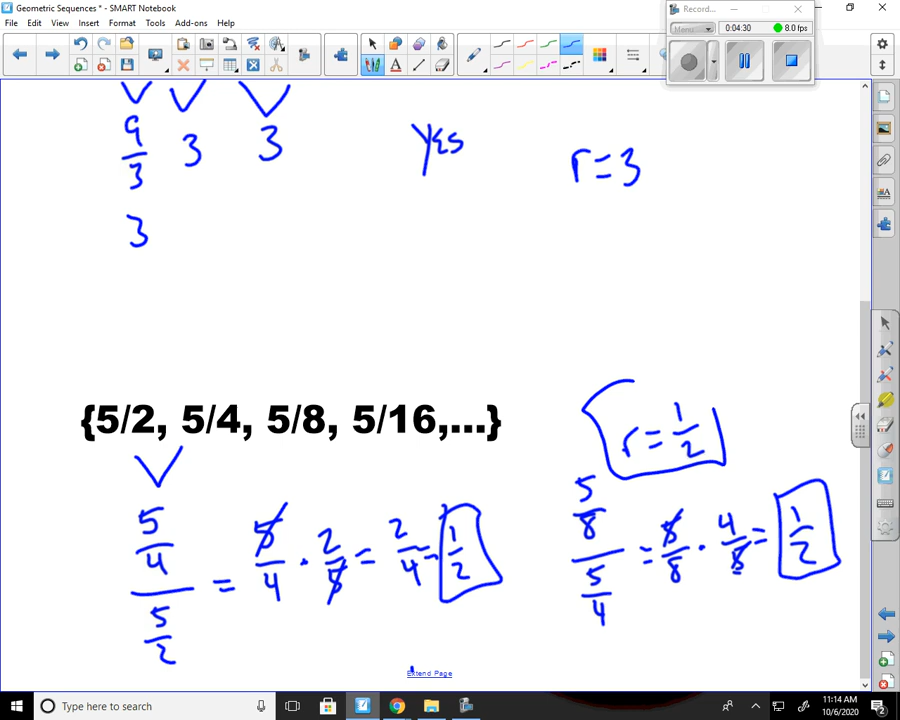 Geometric Sequences * - SMART Notebook
Record...
File Edit View Insert Format Tools Add-ons Help
Menu
0:04:30
8.0 fps
9/3 3 3
yes
r=3
3
{5/2, 5/4, 5/8, 5/16,...}
r=1/2
5/4 / 5/2 = 5/4 · 2/5 = 2/4 = 1/2
5/8 / 5/4 = 5/8 · 4/5 = 1/2
Extend Page
Type here to search
11:14 AM
10/6/2020
2